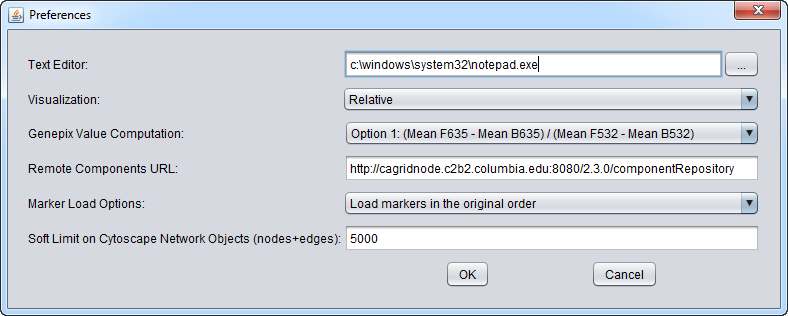 Preferences
Text Editor: c:\windows\system32\notepad.exe ...
Visualization: Relative
Genepix Value Computation: Option 1: (Mean F635 - Mean B635) / (Mean F532 - Mean B532)
Remote Components URL: http://cagridnode.c2b2.columbia.edu:8080/2.3.0/componentRepository
Marker Load Options: Load markers in the original order
Soft Limit on Cytoscape Network Objects (nodes+edges): 5000
OK Cancel